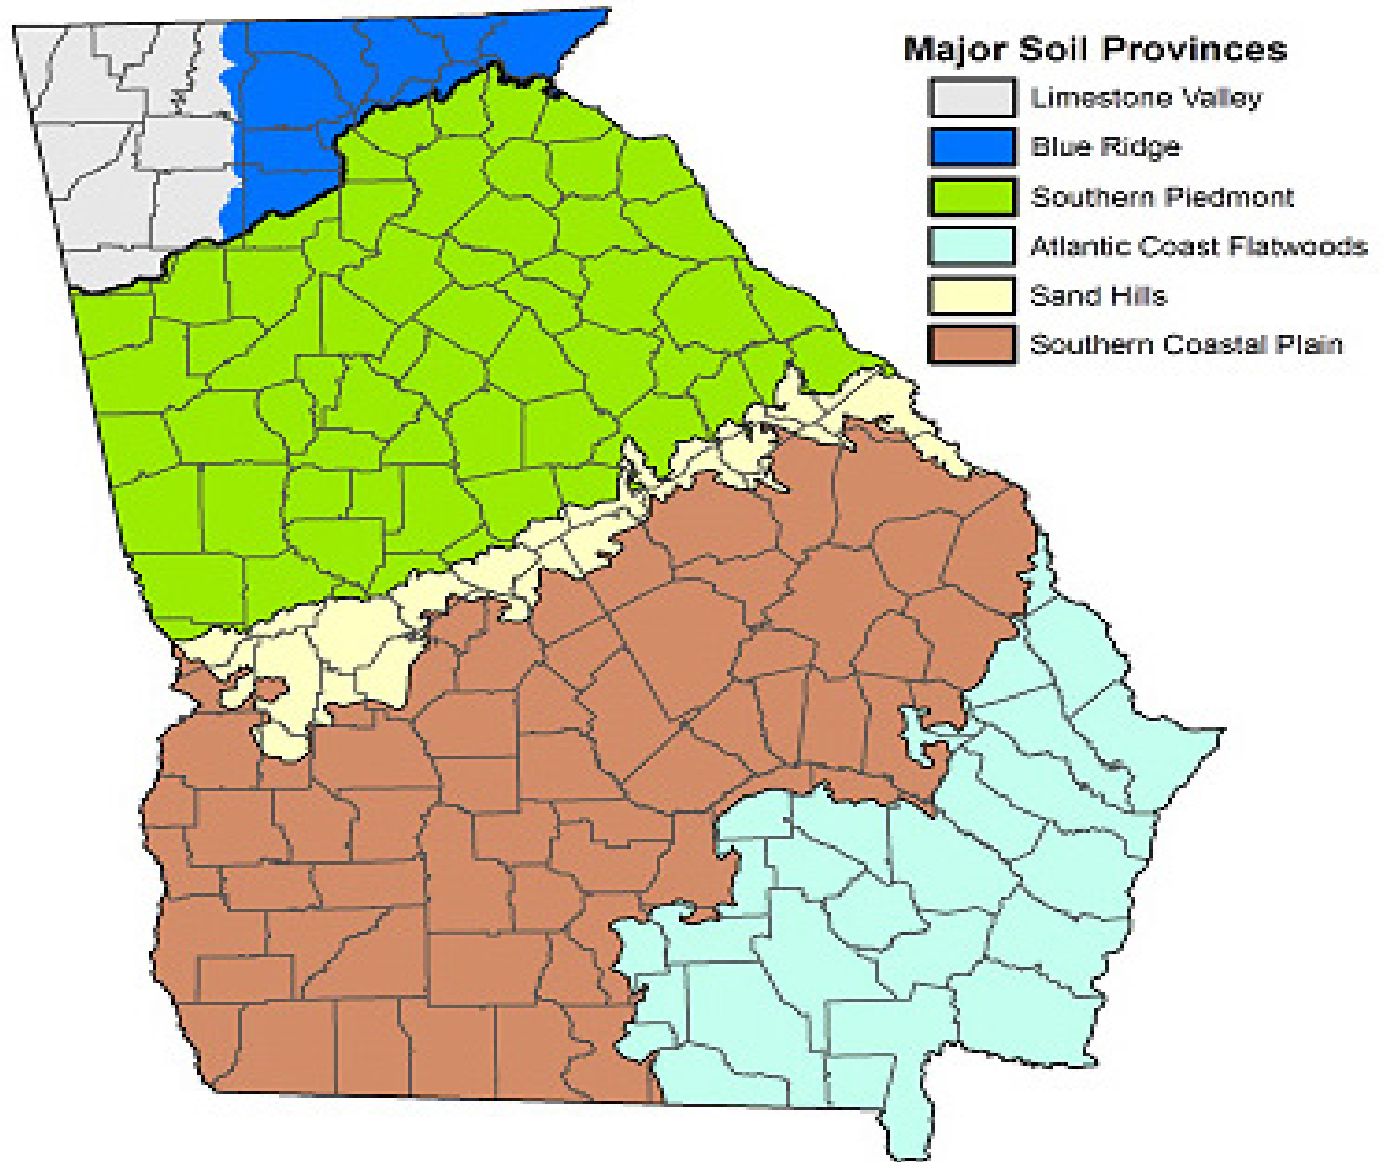 Major Soil Provinces
Limestone Valley
Blue Ridge
Southern Piedmont
Atlantic Coast Flatwoods
Sand Hills
Southern Coastal Plain